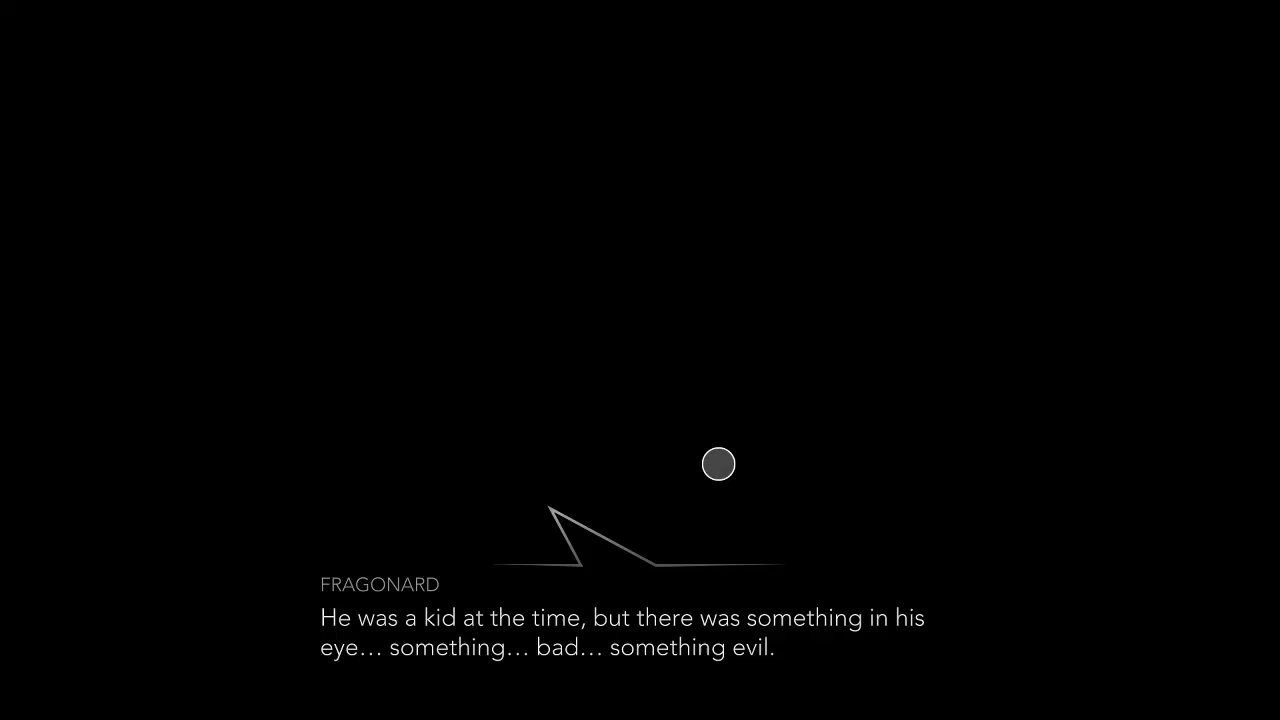 FRAGONARD
He was a kid at the time, but there was something in his
eye… something… bad… something evil.